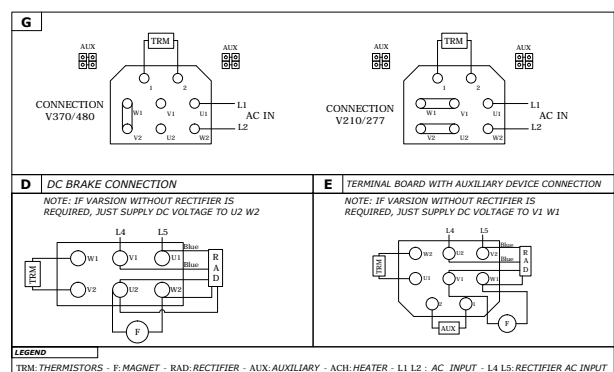 G
TRM
TRM
AUX
AUX
AUX
AUX
1
2
1
2
CONNECTION
V370/480
W1
V1
U1
L1
AC IN
V2
U2
W2
L2
CONNECTION
V210/277
W1
V1
U1
L1
AC IN
V2
U2
W2
L2
D
DC BRAKE CONNECTION
E
TERMINAL BOARD WITH AUXILIARY DEVICE CONNECTION
NOTE: IF VARSION WITHOUT RECTIFIER IS
REQUIRED, JUST SUPPLY DC VOLTAGE TO U2 W2
NOTE: IF VARSION WITHOUT RECTIFIER IS
REQUIRED, JUST SUPPLY DC VOLTAGE TO V1 W1
L4
L5
Blue
W1
V1
U1
Blue
R
A
D
TRM
V2
U2
W2
F
L4
L5
Blue
W2
U2
V2
Blue
R
A
D
TRM
U1
V1
W1
2
1
AUX
F
LEGEND
TRM: THERMISTORS - F: MAGNET - RAD: RECTIFIER - AUX: AUXILIARY - ACH: HEATER - L1 L2 : AC INPUT - L4 L5: RECTIFIER AC INPUT